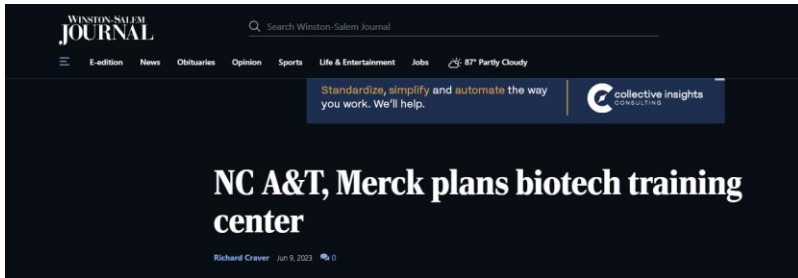 WINSTON-SALEM
JOURNAL
Search Winston-Salem Journal
E-edition News Obituaries Opinion Sports Life & Entertainment Jobs 87° Partly Cloudy
Standardize, simplify and automate the way
you work. We'll help.
collective insights
CONSULTING
NC A&T, Merck plans biotech training
center
Richard Craver Jun 9, 2023 0